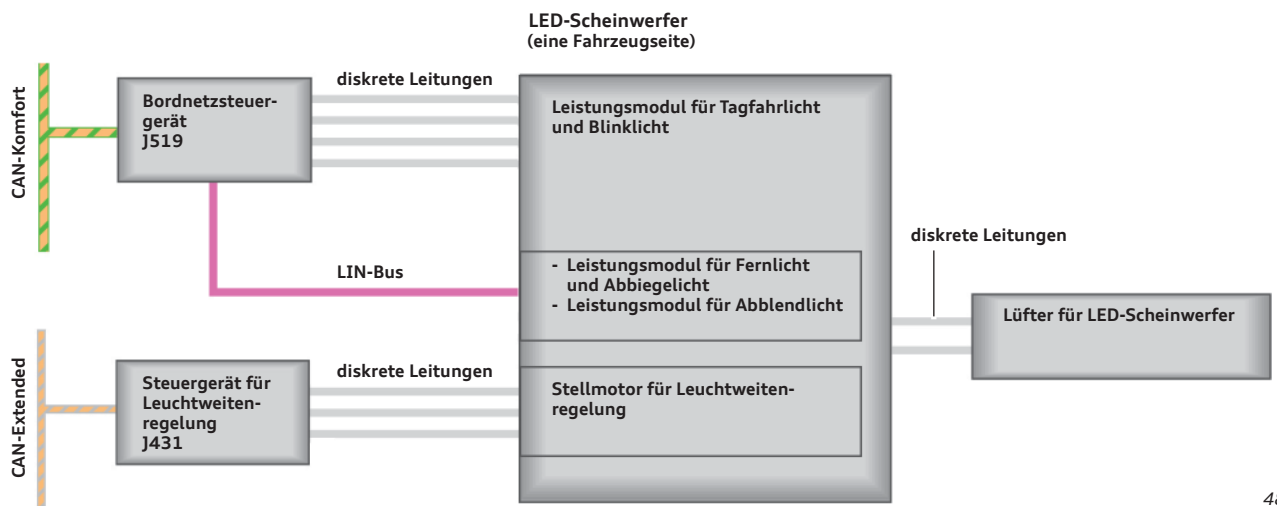 LED-Scheinwerfer
(eine Fahrzeugseite)
CAN-Komfort
Bordnetzsteuer-
gerät
J519
diskrete Leitungen
Leistungsmodul für Tagfahrlicht
und Blinklicht
LIN-Bus
- Leistungsmodul für Fernlicht
und Abbiegelicht
- Leistungsmodul für Abblendlicht
diskrete Leitungen
Lüfter für LED-Scheinwerfer
CAN-Extended
Steuergerät für
Leuchtweiten-
regelung
J431
diskrete Leitungen
Stellmotor für Leuchtweiten-
regelung